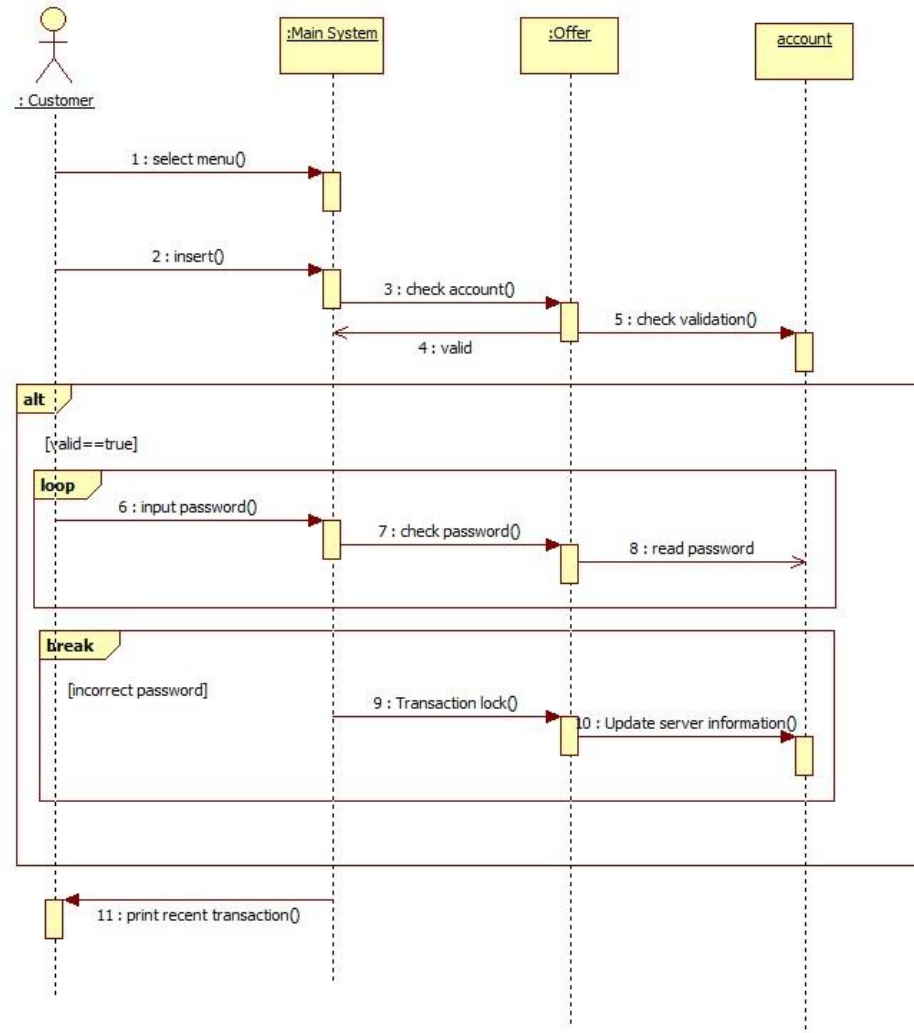 :Main System
:Offer
account
: Customer
1 : select menu()
2 : insert()
3 : check account()
5 : check validation()
4 : valid
alt
[valid==true]
loop
6 : input password()
7 : check password()
8 : read password
break
[incorrect password]
9 : Transaction lock()
10 : Update server information()
11 : print recent transaction()